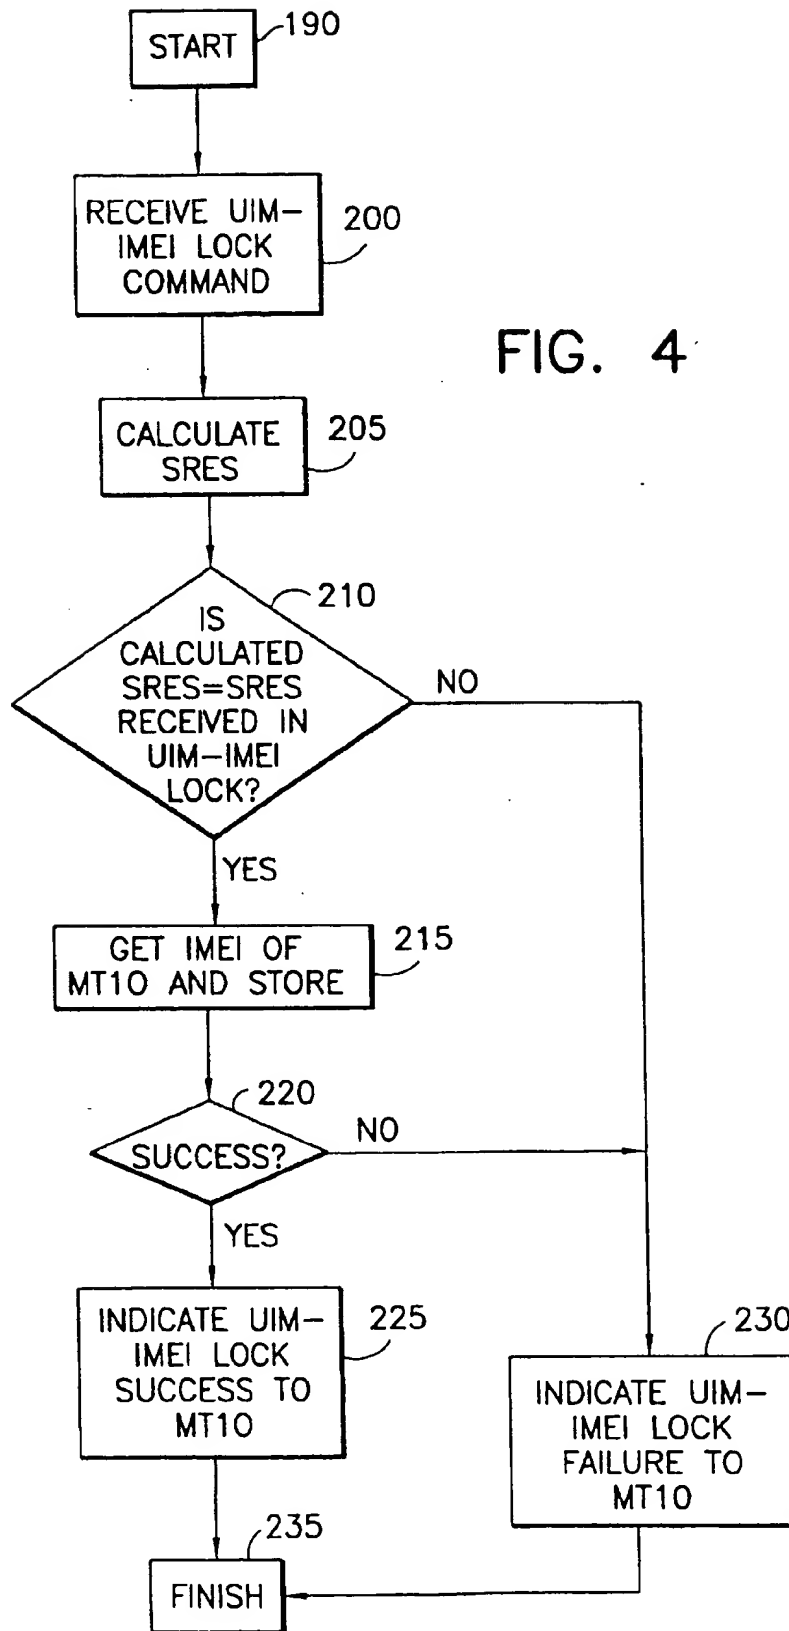 START
190
RECEIVE UIM-
IMEI LOCK
COMMAND
200
FIG. 4
CALCULATE
SRES
205
210
IS
CALCULATED
SRES=SRES
RECEIVED IN
UIM-IMEI
LOCK?
NO
YES
GET IMEI OF
MT10 AND STORE
215
220
SUCCESS?
NO
YES
INDICATE UIM-
IMEI LOCK
SUCCESS TO
MT10
225
230
INDICATE UIM-
IMEI LOCK
FAILURE TO
MT10
235
FINISH